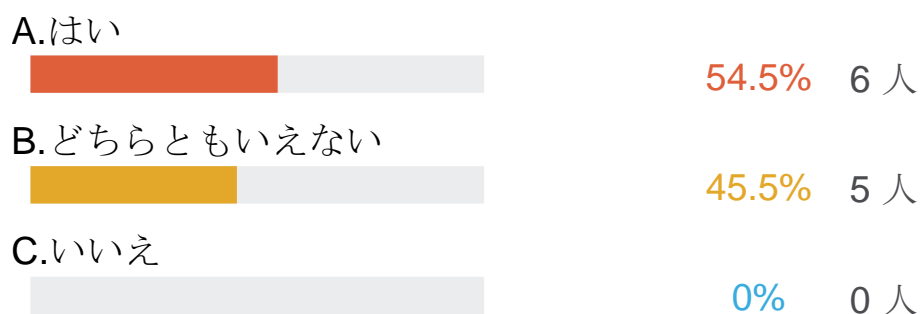 A.はい
54.5% 6 人
B.どちらともいえない
45.5% 5 人
C.いいえ
0% 0 人